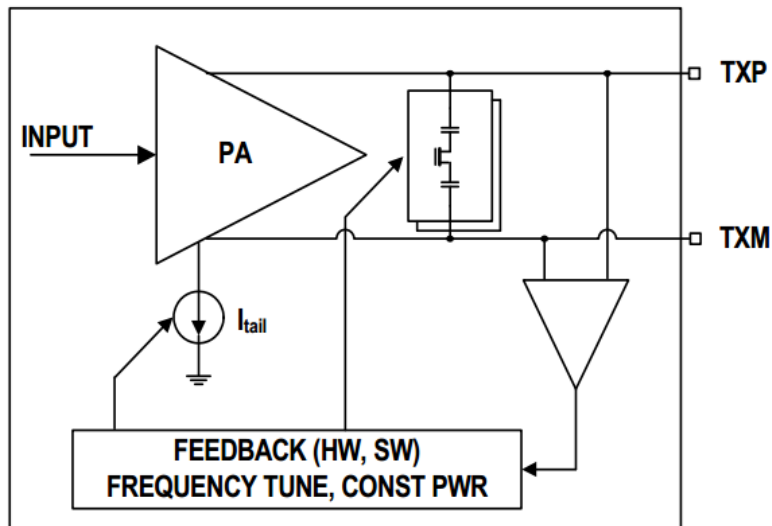 TXP
INPUT
PA
TXM
Itail
FEEDBACK (HW, SW)
FREQUENCY TUNE, CONST PWR